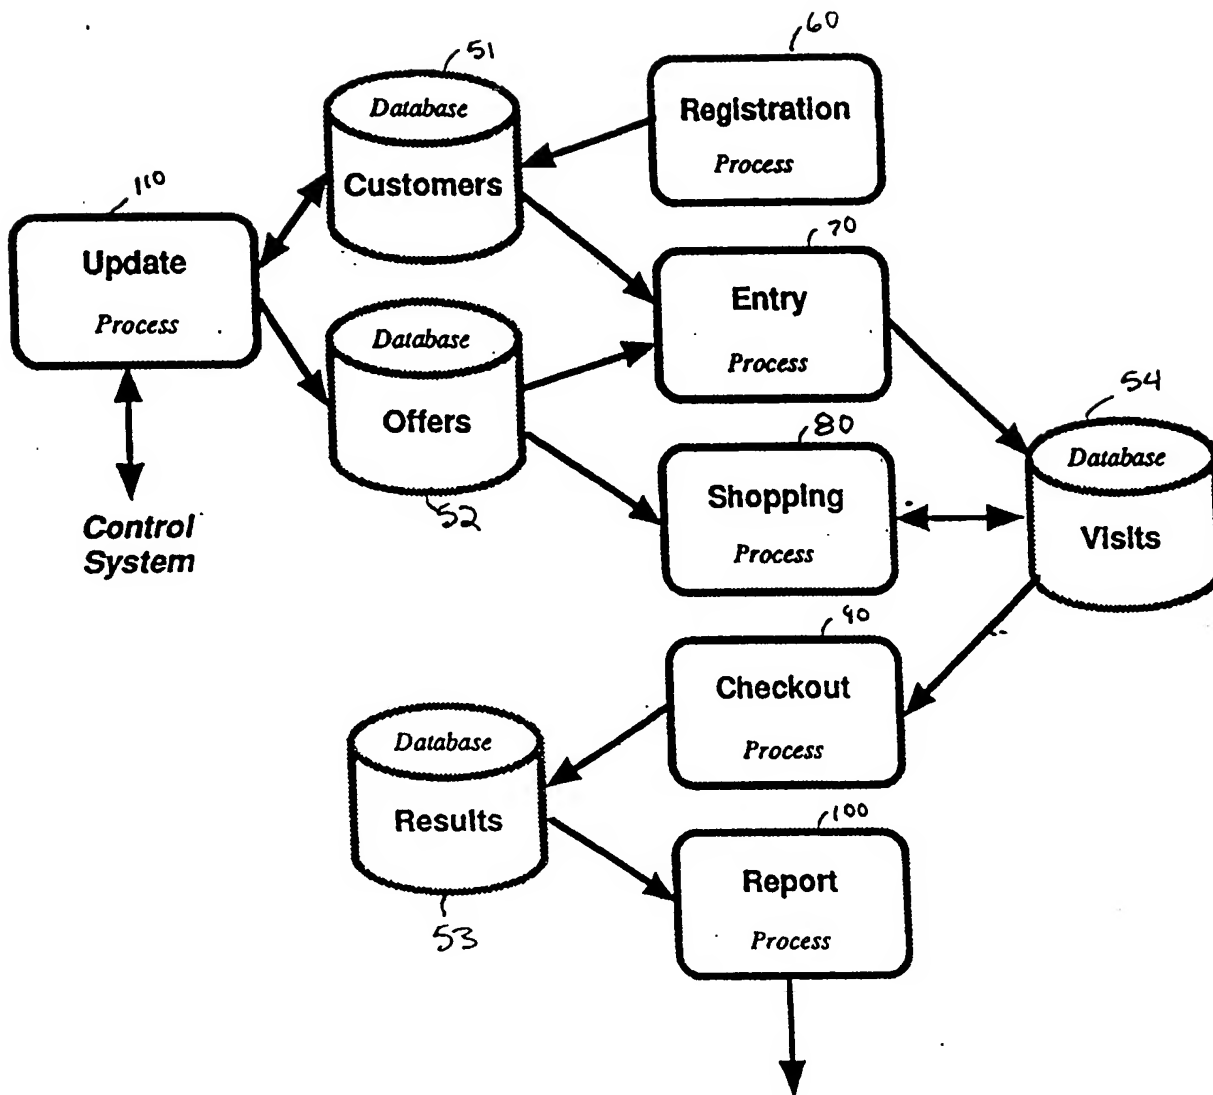 60
51
Database
Registration
Process
Customers
110
Update
Process
70
Entry
Process
Database
Offers
52
54
Database
Visits
80
Shopping
Process
Control
System
90
Checkout
Process
Database
Results
53
100
Report
Process